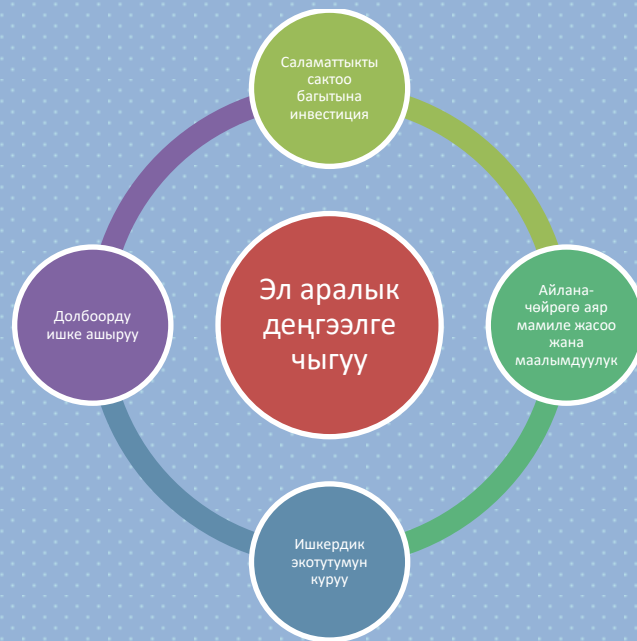 Саламаттыкты
сактоо
багытына
инвестиция
Эл аралык
деңгээлге
чыгуу
Айлана-
чөйрөгө аяр
мамиле жасоо
жана
маалымдуулук
Долбоорду
ишке ашыруу
Ишкердик
экотутумун
куруу